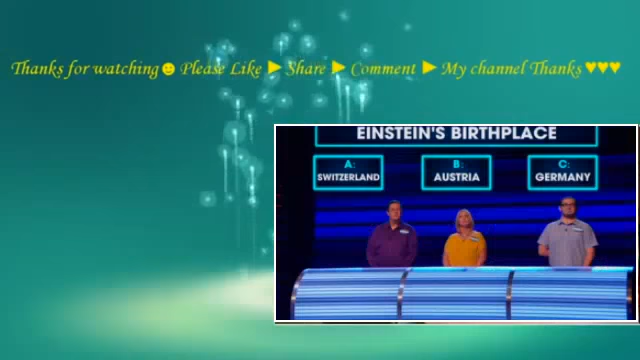 Thanks for watching☻Please Like ► Share ► Comment ► My channel Thanks ♥♥♥
EINSTEIN'S BIRTHPLACE
A: SWITZERLAND
B: AUSTRIA
C: GERMANY